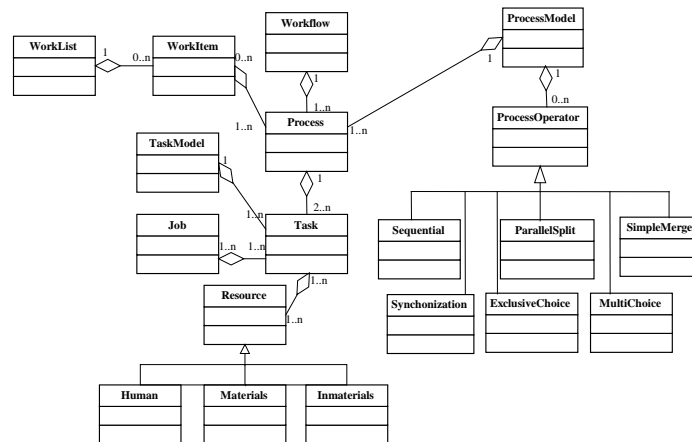 Workflow
ProcessModel
WorkList
WorkItem
1
0..n
0..n
1
1
1
1..n
1..n
1..n
0..n
Process
ProcessOperator
TaskModel
1
1
1..n
2..n
Job
Task
1..n
1..n
Sequential
ParallelSplit
SimpleMerge
1..n
Resource
1..n
Synchonization
ExclusiveChoice
MultiChoice
Human
Materials
Inmaterials